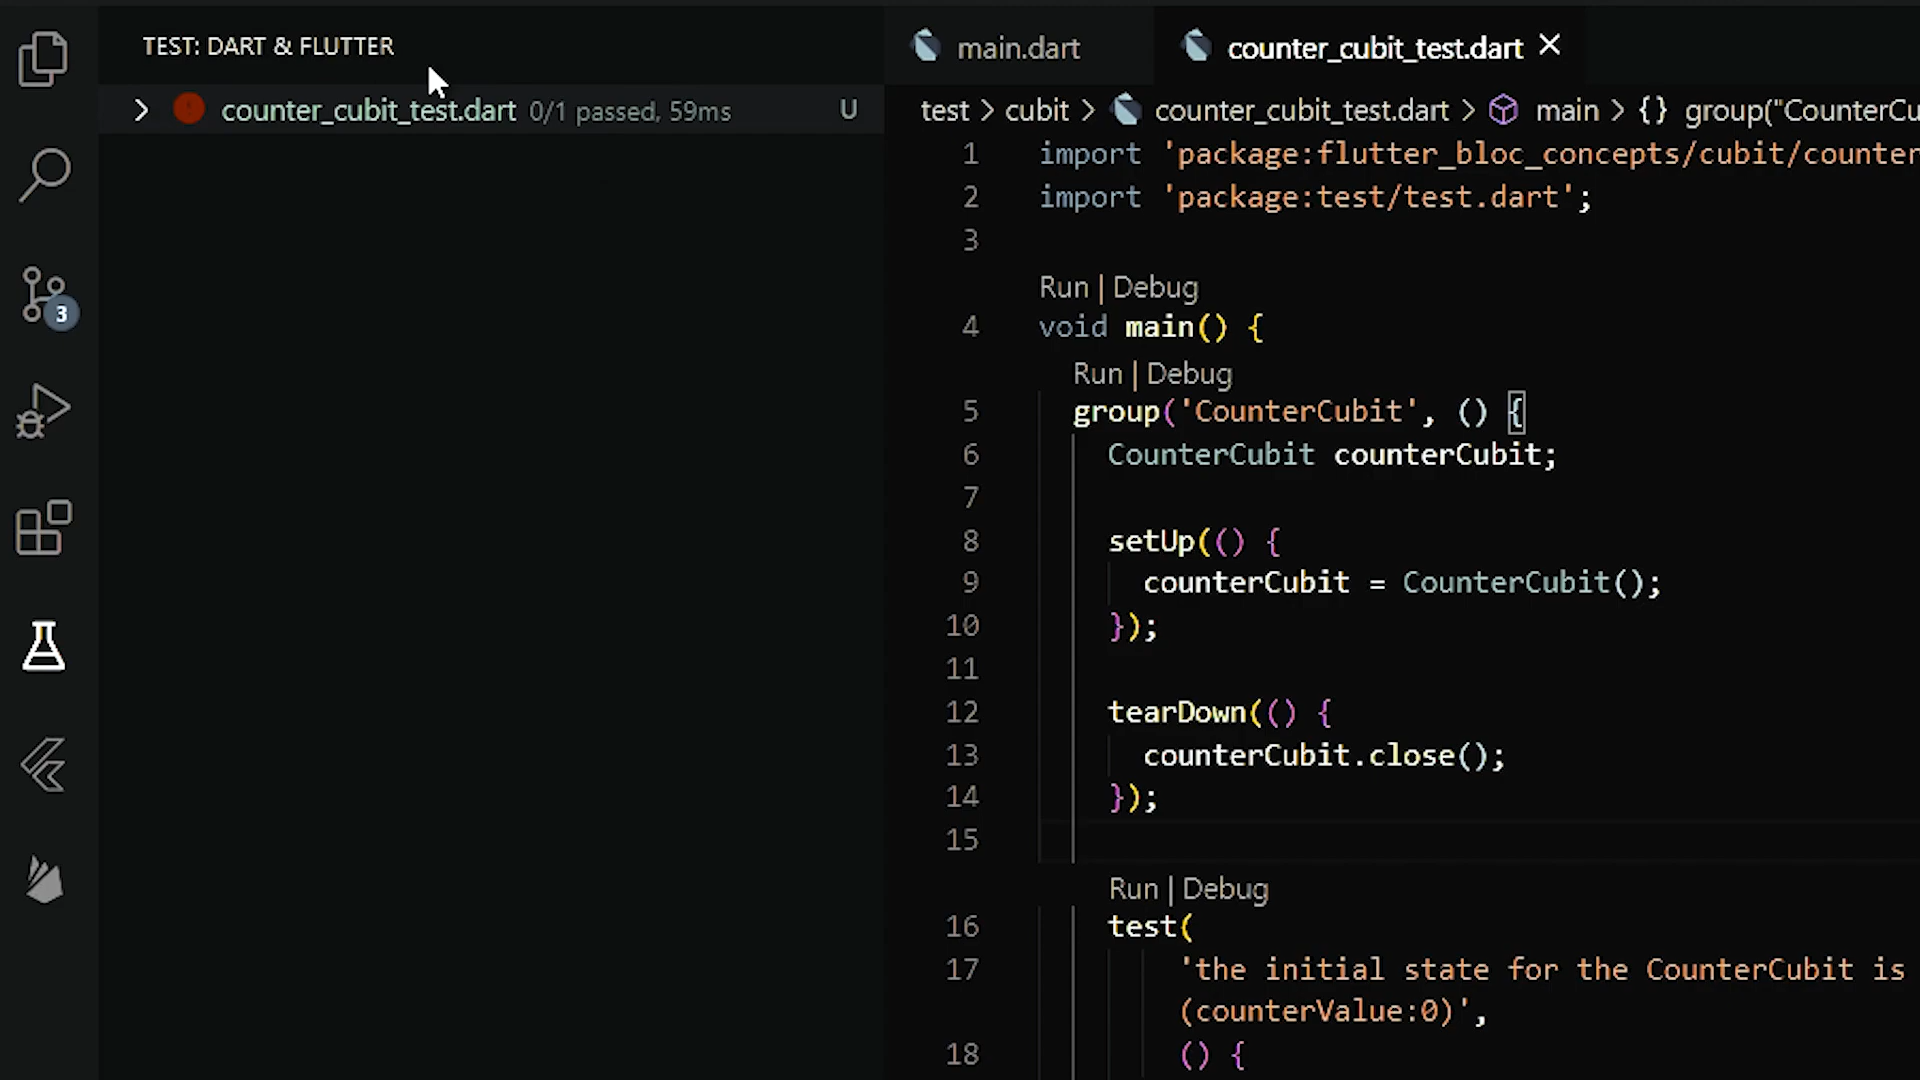 TEST: DART & FLUTTER
counter_cubit_test.dart 0/1 passed, 59ms U
3
main.dart
counter_cubit_test.dart
test > cubit > counter_cubit_test.dart > main > {} group("CounterCu
1 import 'package:flutter_bloc_concepts/cubit/counter
2 import 'package:test/test.dart';
3
Run | Debug
4 void main() {
Run | Debug
5 group('CounterCubit', () {
6 CounterCubit counterCubit;
7
8 setUp(() {
9 counterCubit = CounterCubit();
10 });
11
12 tearDown(() {
13 counterCubit.close();
14 });
15
Run | Debug
16 test(
17 'the initial state for the CounterCubit is
(counterValue:0)',
18 () {